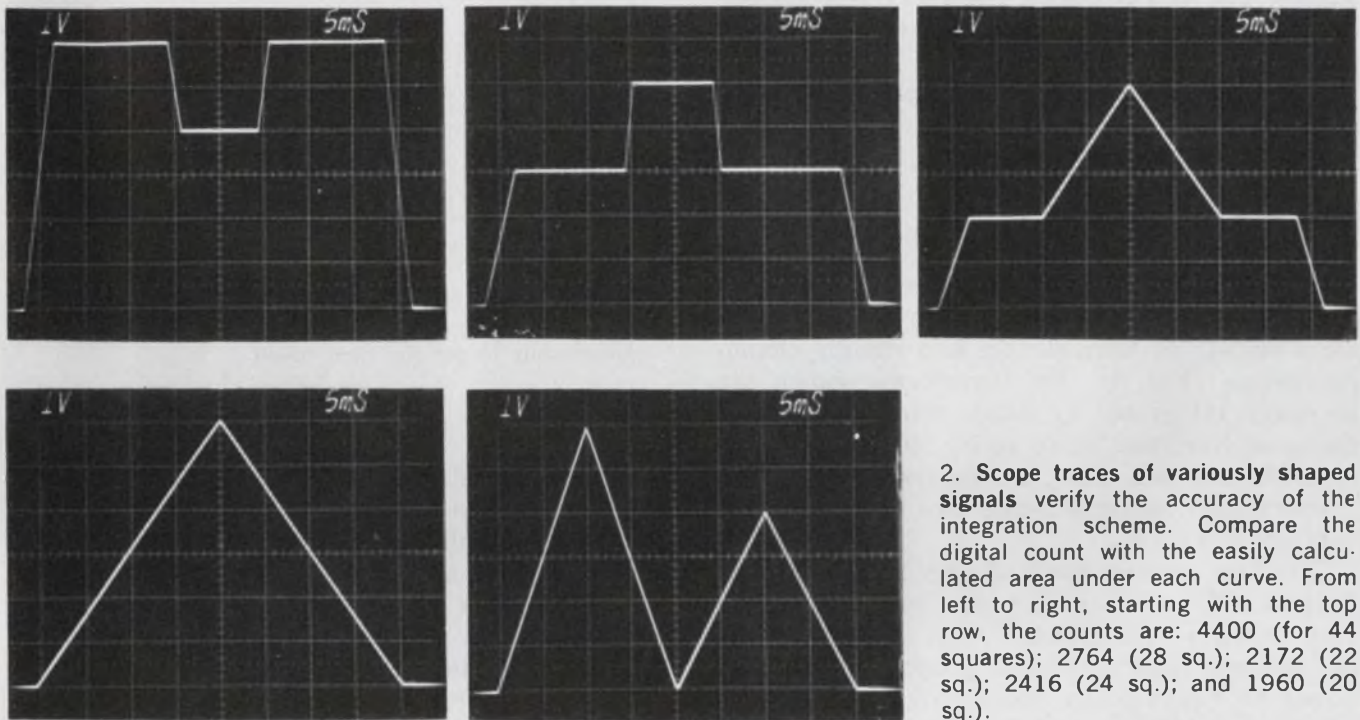 1V 5mS
1V 5mS
1V 5mS
1V 5mS
1V 5mS
2. Scope traces of variously shaped
signals verify the accuracy of the
integration scheme. Compare the
digital count with the easily calcu-
lated area under each curve. From
left to right, starting with the top
row, the counts are: 4400 (for 44
squares); 2764 (28 sq.); 2172 (22
sq.); 2416 (24 sq.); and 1960 (20
sq.).